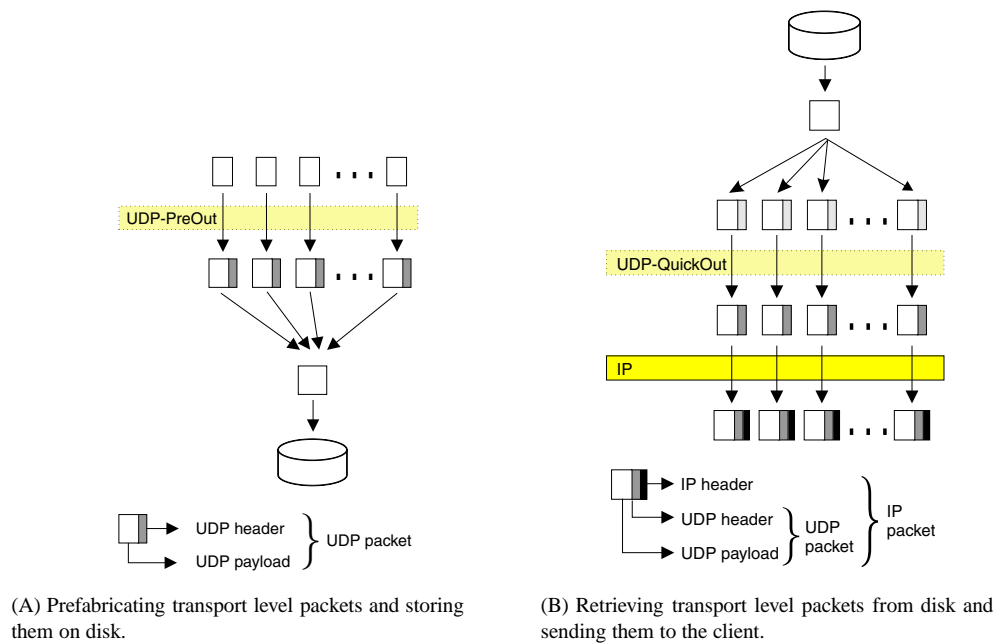 UDP-PreOut
UDP header
UDP payload
UDP packet
(A) Prefabricating transport level packets and storing
them on disk.
UDP-QuickOut
IP
IP header
UDP header
UDP payload
UDP
packet
IP
packet
(B) Retrieving transport level packets from disk and
sending them to the client.